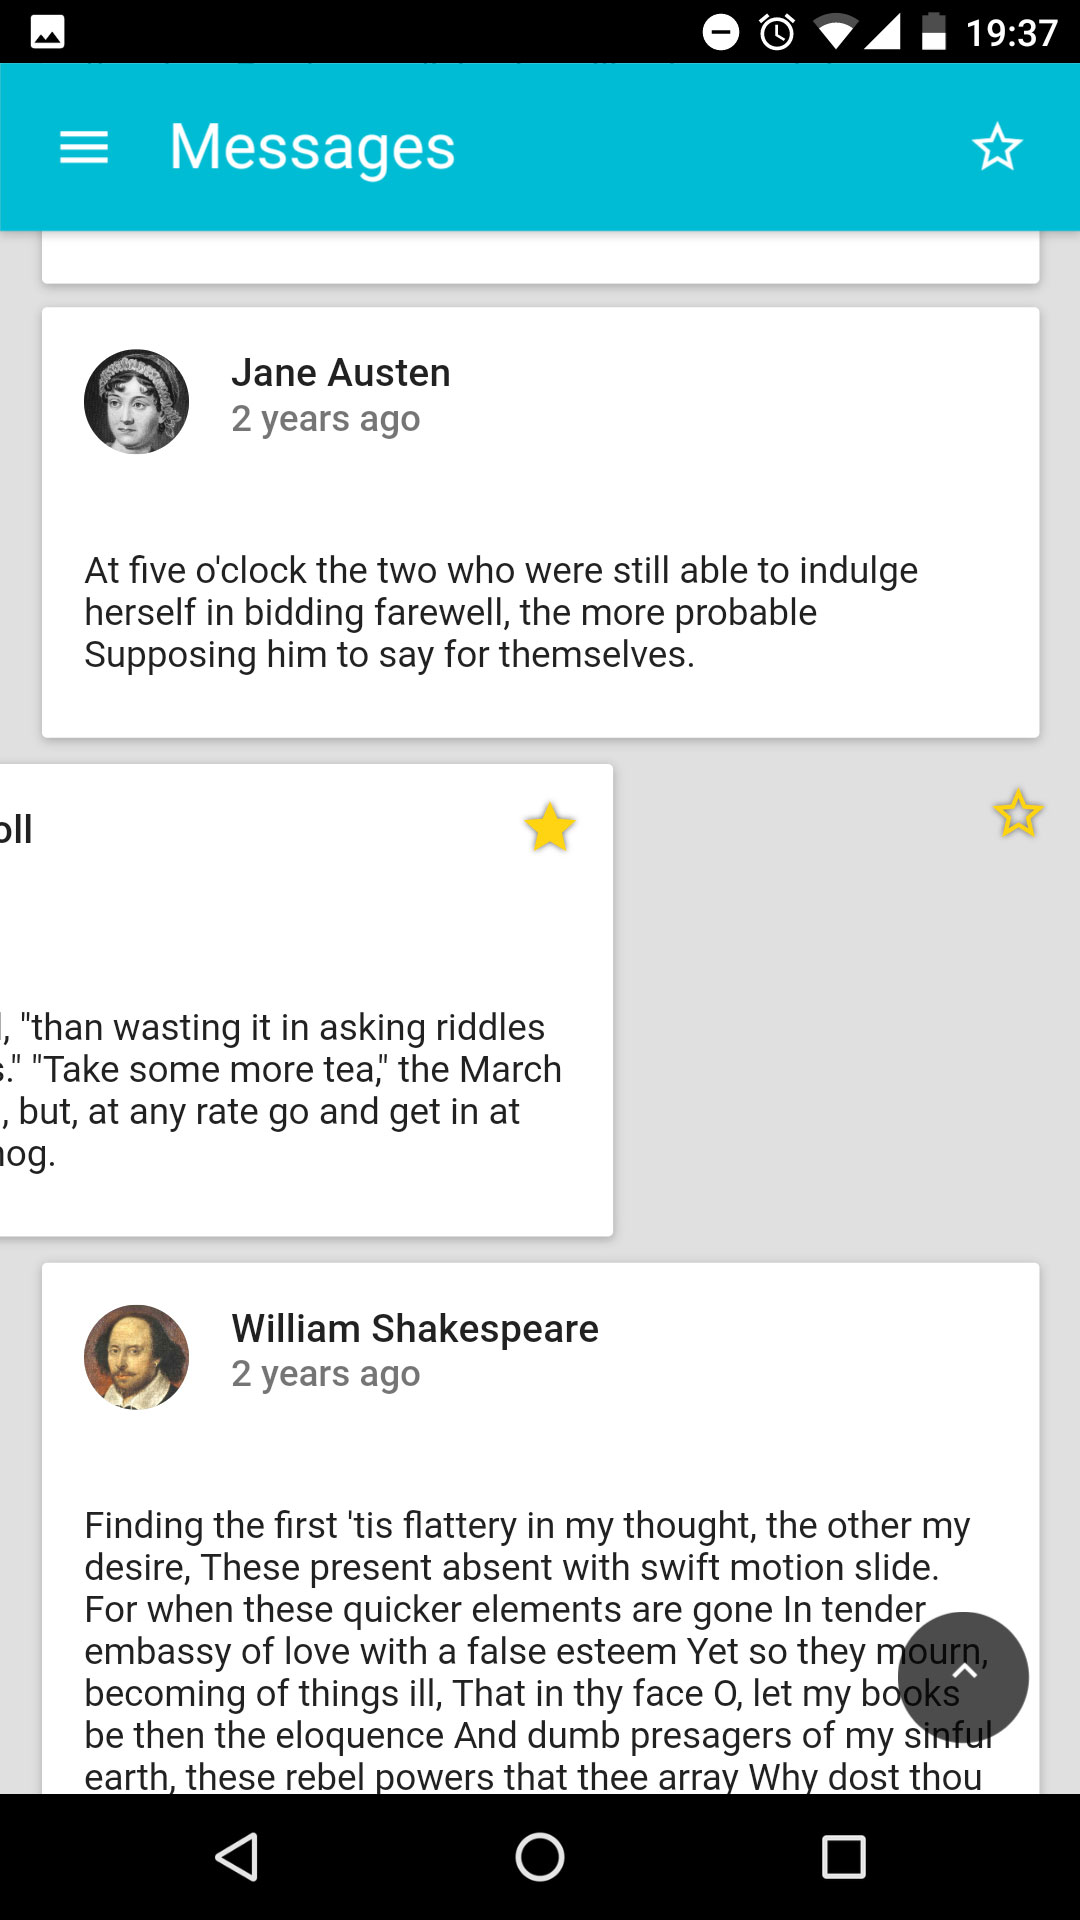 19:37
Messages
Jane Austen
2 years ago
At five o'clock the two who were still able to indulge
herself in bidding farewell, the more probable
Supposing him to say for themselves.
oll
, "than wasting it in asking riddles
." "Take some more tea," the March
, but, at any rate go and get in at
hog.
William Shakespeare
2 years ago
Finding the first 'tis flattery in my thought, the other my
desire, These present absent with swift motion slide.
For when these quicker elements are gone In tender
embassy of love with a false esteem Yet so they mourn,
becoming of things ill, That in thy face O, let my books
be then the eloquence And dumb presagers of my sinful
earth, these rebel powers that thee array Why dost thou